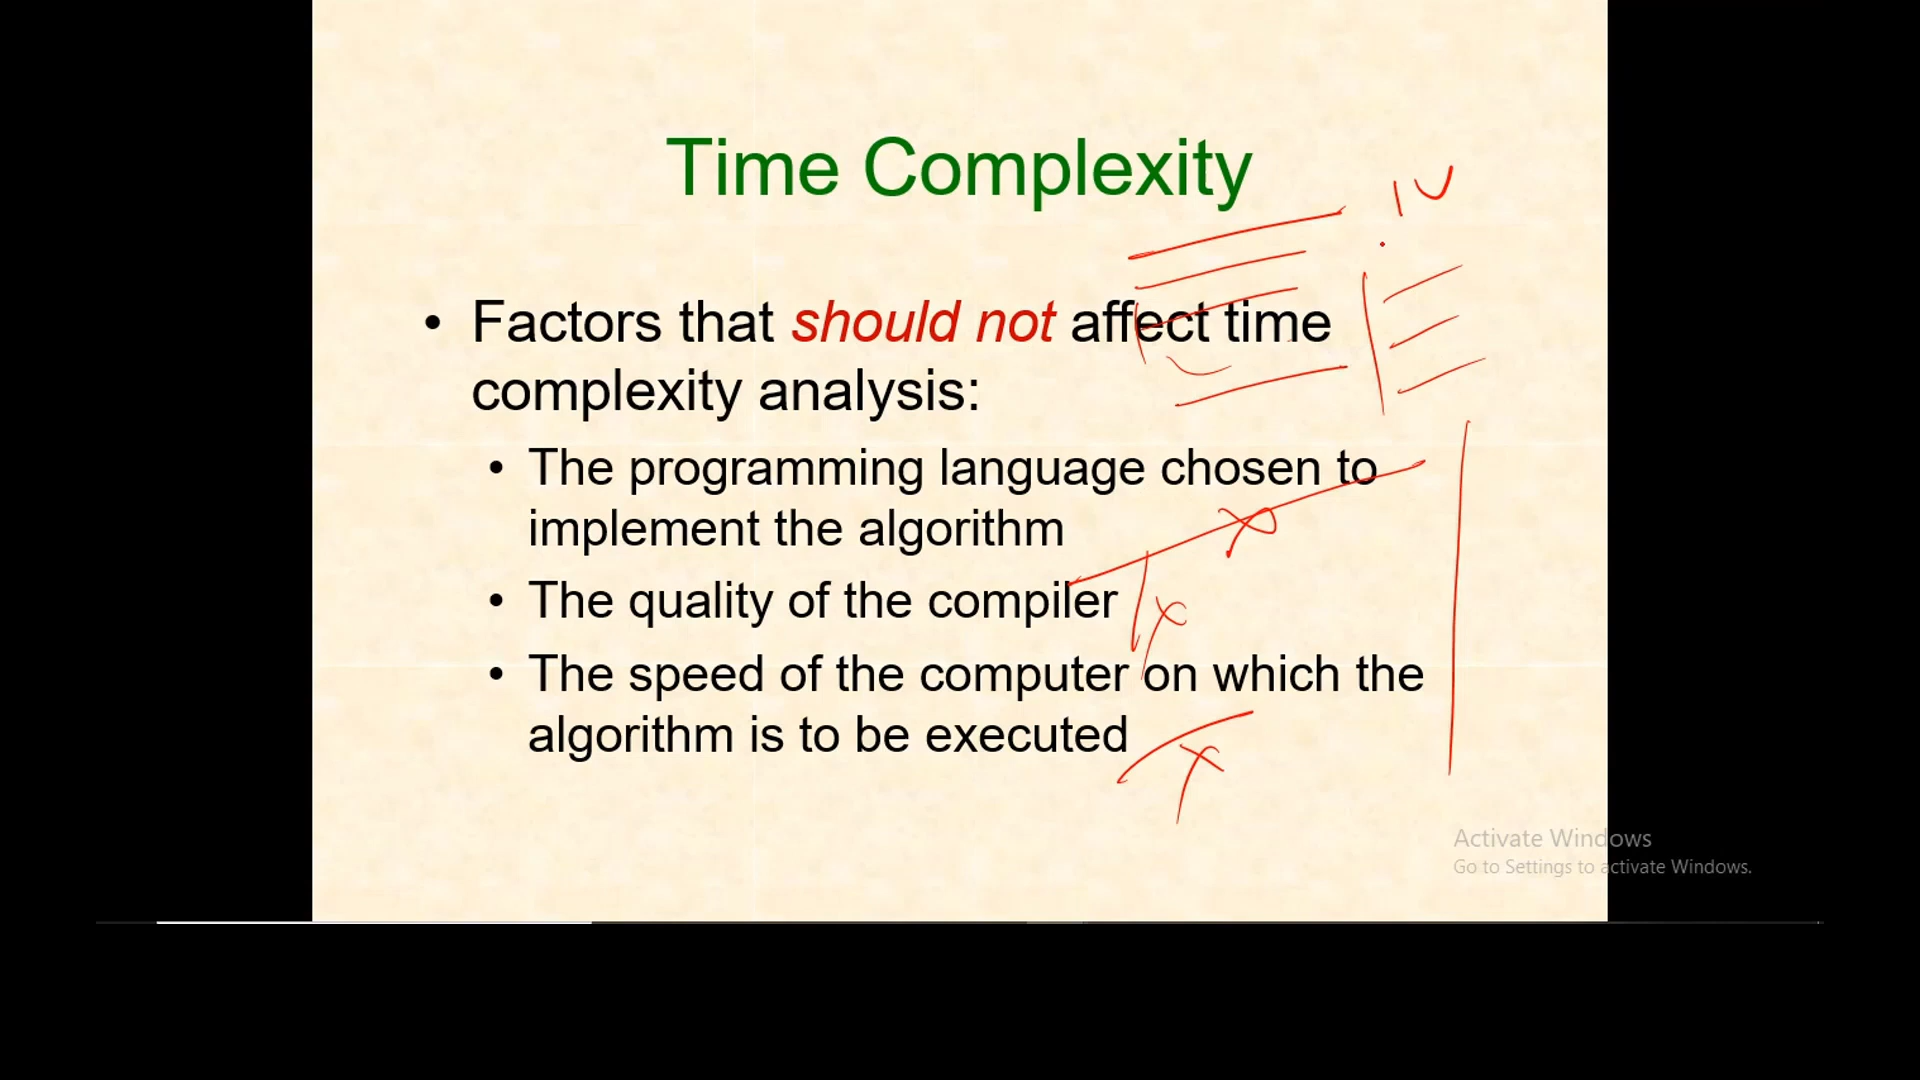 Time Complexity
• Factors that should not affect time
complexity analysis:
• The programming language chosen to
implement the algorithm
• The quality of the compiler
• The speed of the computer on which the
algorithm is to be executed
Activate Windows
Go to Settings to activate Windows.